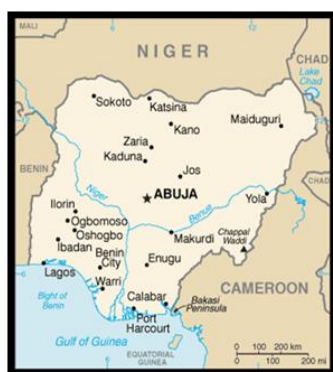 MALI
NIGER
CHAD
Lake
Chad
Sokoto
Katsina
Kano
Maiduguri
Zaria
Kaduna
Jos
BENIN
Niger
ABUJA
CHAD
Yola
Benue
Ilorin
Ogbomoso
Oshogbo
Ibadan
Makurdi
Chappal
Waddi
Lagos
Benin
City
Enugu
Warri
CAMEROON
Bight of
Benin
Calabar
Bakasi
Peninsula
Port
Harcourt
Gulf of Guinea
EQUATORIAL
GUINEA
0 100 200 km
0 100 200 mi